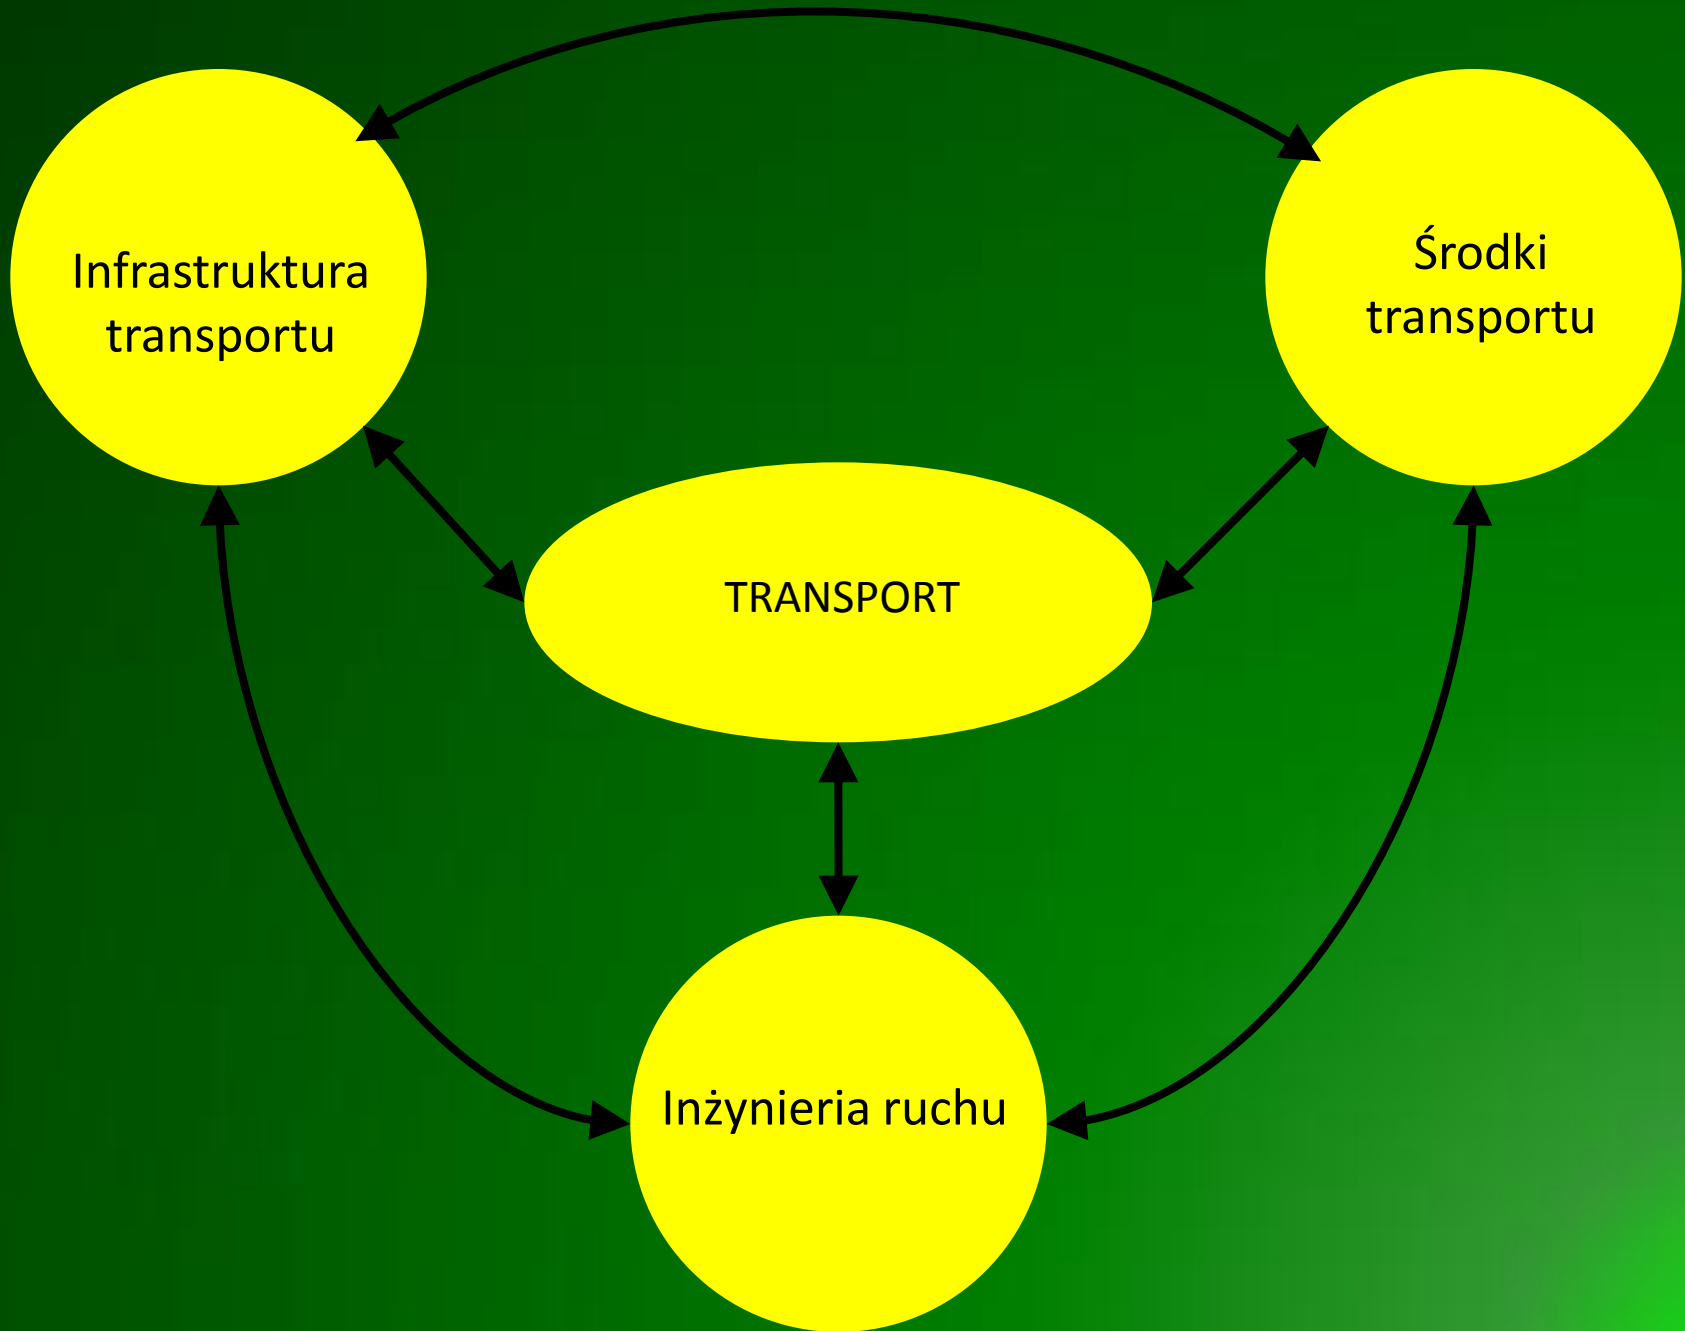 Infrastruktura
transportu
Środki
transportu
TRANSPORT
Inżynieria ruchu